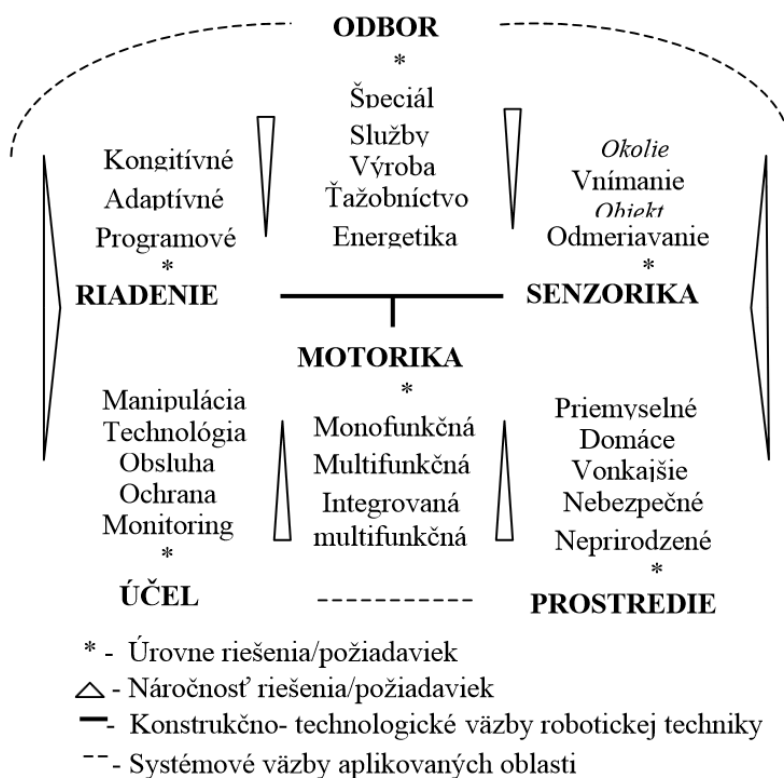 ODBOR
*
Špeciál
Služby
Výroba
Ťažobníctvo
Energetika
Kongitívné
Adaptívné
Programové
*
RIADENIE
Okolie
Vnímanie
Objekt
Odmeriavanie
*
SENZORIKA
MOTORIKA
*
Monofunkčná
Multifunkčná
Integrovaná
multifunkčná
Manipulácia
Technológia
Obsluha
Ochrana
Monitoring
*
ÚČEL
Priemyselné
Domáce
Vonkajšie
Nebezpečné
Neprirodzené
*
PROSTREDIE
* - Úrovne riešenia/požiadaviek
- Náročnosť riešenia/požiadaviek
- Konštrukčno- technologické väzby robotickej techniky
- Systémové väzby aplikovaných oblasti